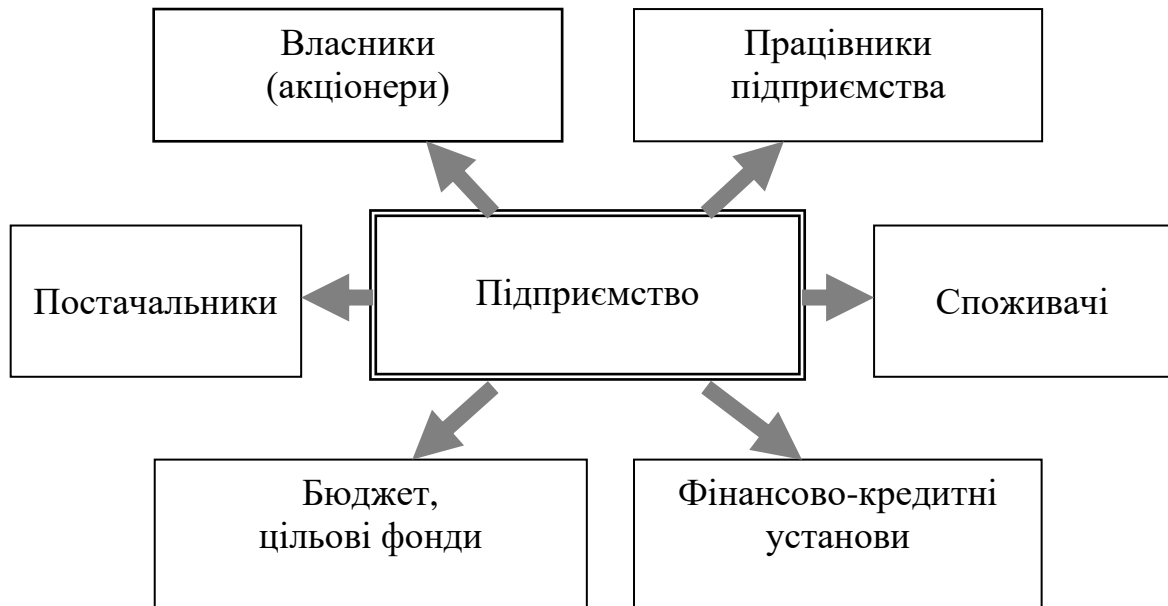 Власники
(акціонери)
Працівники
підприємства
Постачальники
Підприємство
Споживачі
Бюджет,
цільові фонди
Фінансово-кредитні
установи